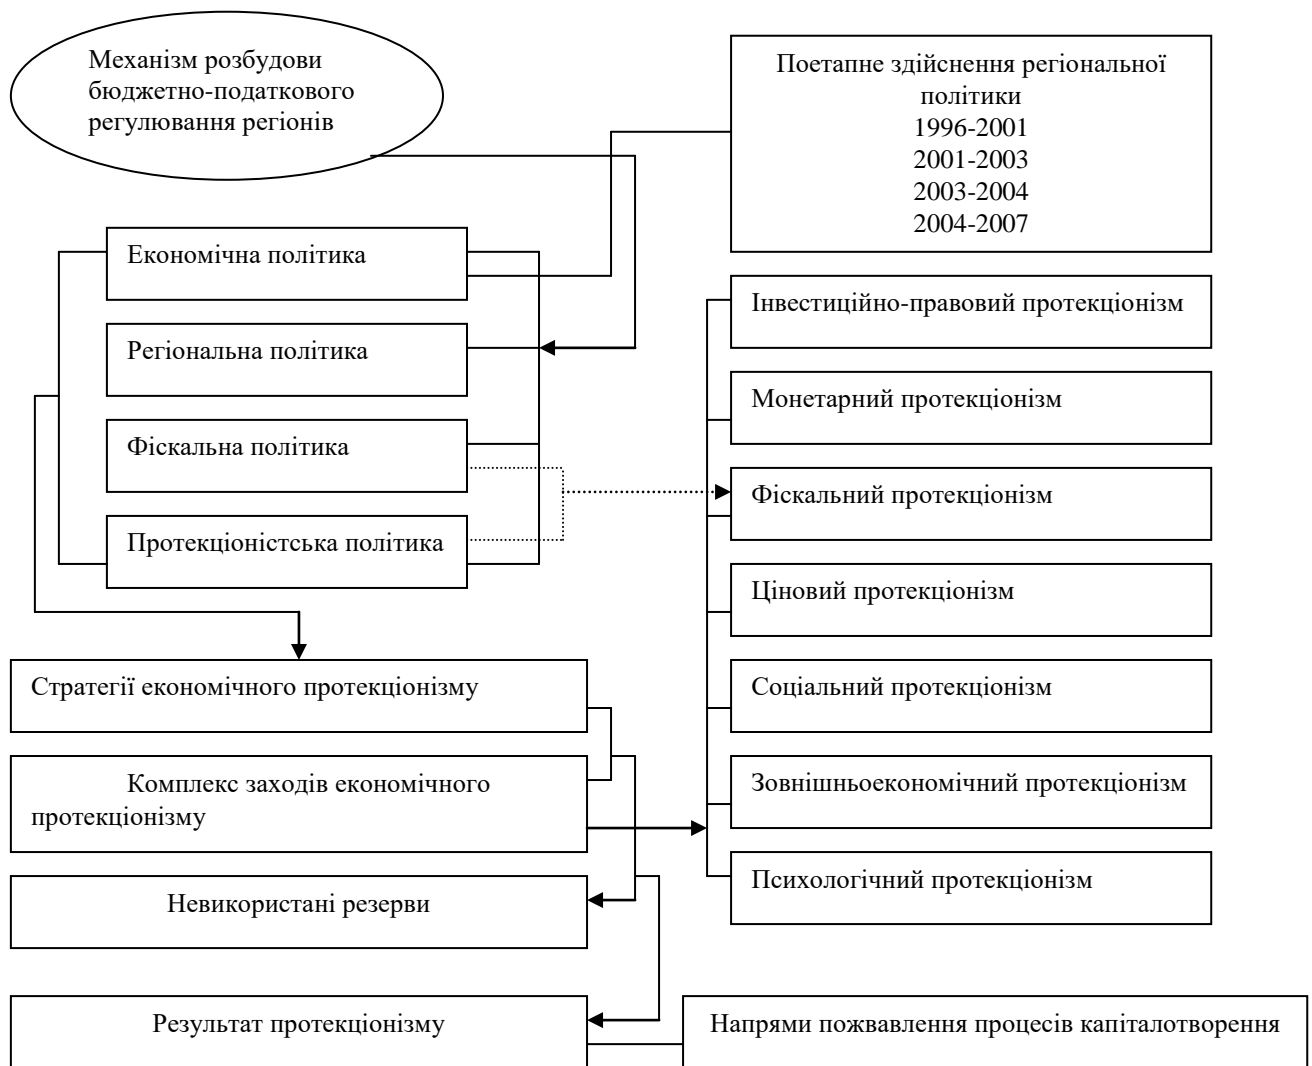 Механізм розбудови
бюджетно-податкового
регулювання регіонів
Поетапне здійснення регіональної
політики
1996-2001
2001-2003
2003-2004
2004-2007
Економічна політика
Регіональна політика
Фіскальна політика
Протекціоністська політика
Інвестиційно-правовий протекціонізм
Монетарний протекціонізм
Фіскальний протекціонізм
Ціновий протекціонізм
Соціальний протекціонізм
Зовнішньоекономічний протекціонізм
Психологічний протекціонізм
Стратегії економічного протекціонізму
Комплекс заходів економічного
протекціонізму
Невикористані резерви
Результат протекціонізму
Напрями пожвавлення процесів капіталотворення